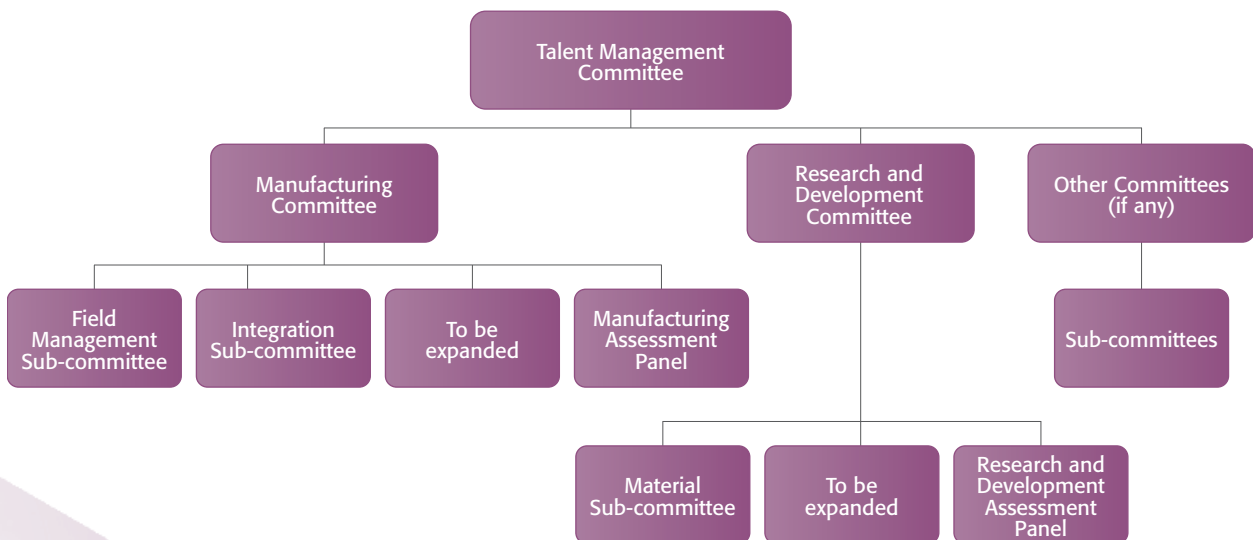 Talent Management
Committee
Manufacturing
Committee
Research and
Development
Committee
Other Committees
(if any)
Field
Management
Sub-committee
Integration
Sub-committee
To be
expanded
Manufacturing
Assessment
Panel
Sub-committees
Material
Sub-committee
To be
expanded
Research and
Development
Assessment
Panel